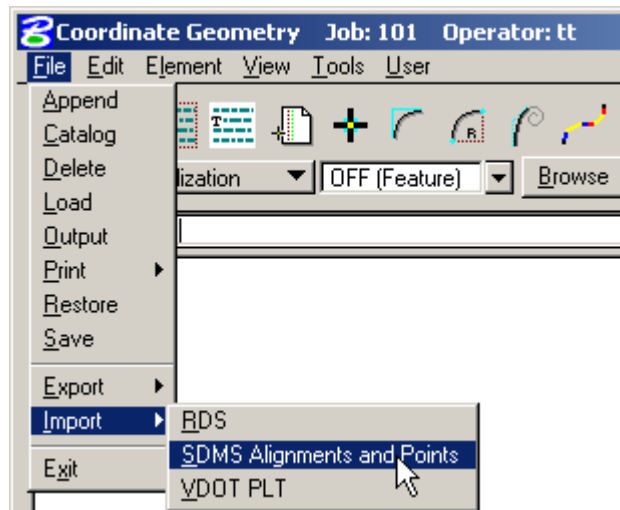 Coordinate Geometry Job: 101 Operator: tt
File Edit Element View Tools User
Append
Catalog
Delete
lization OFF (Feature) Browse
Load
Output
Print
Restore
Save
Export
Import
RDS
SDMS Alignments and Points
Exit
VDOT PLT